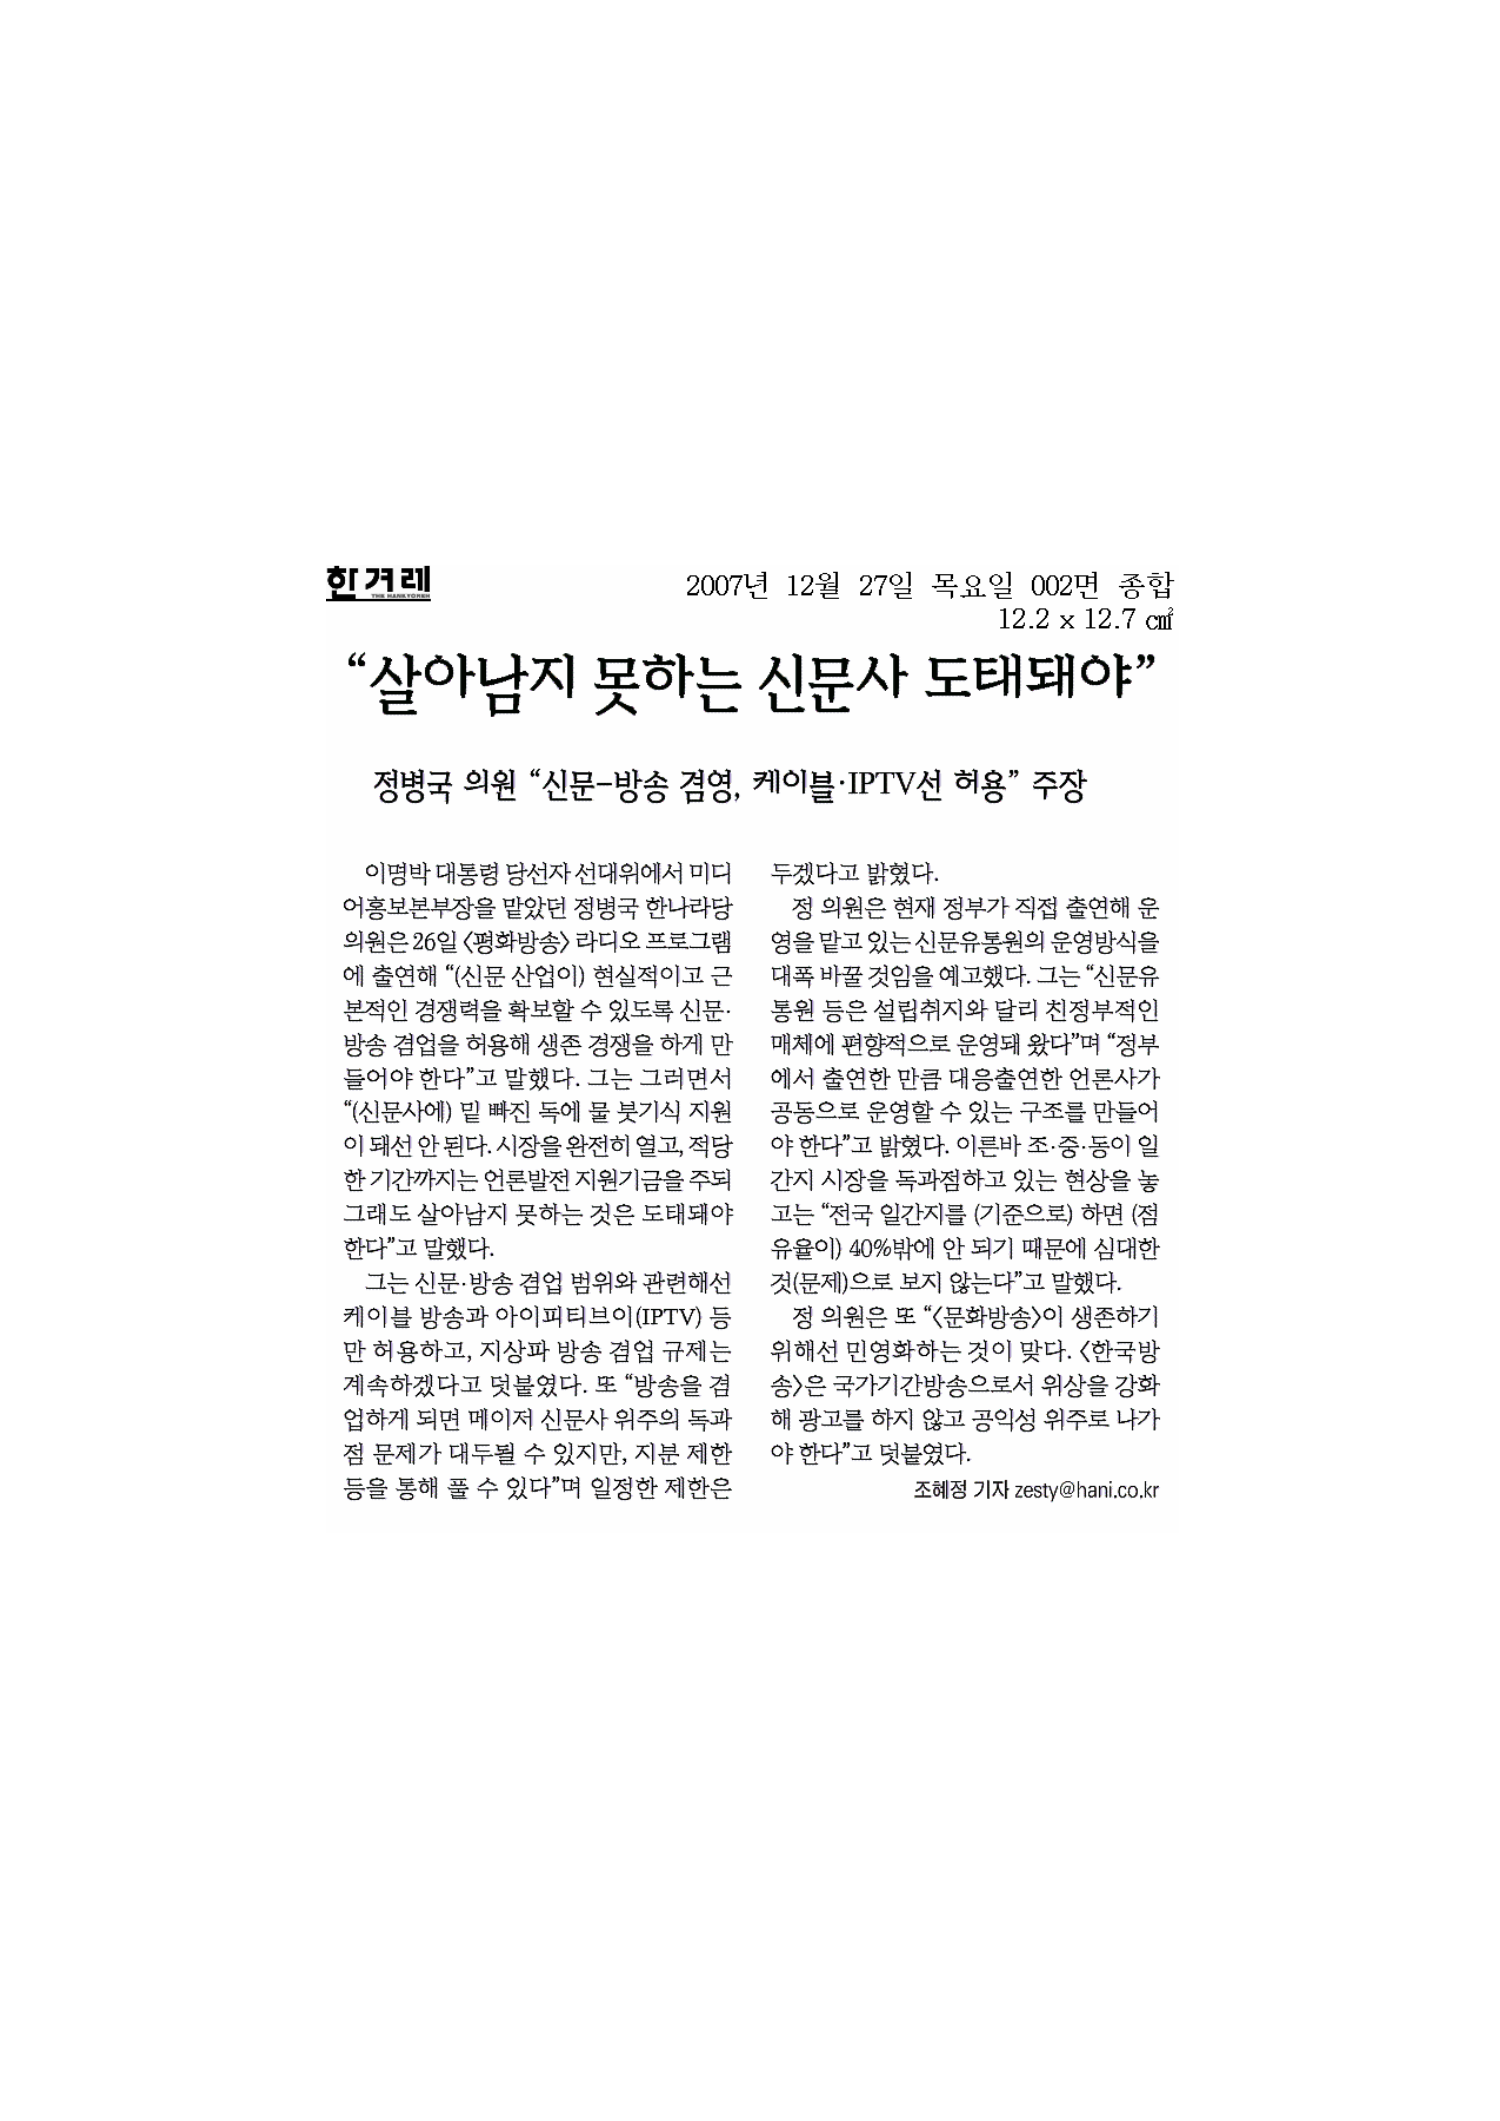 한겨레
THE HANKYOREH
2007년 12월 27일 목요일 002면 종합
12.2 x 12.7 ㎠
“살아남지 못하는 신문사 도태돼야”
정병국 의원 “신문-방송 겸영, 케이블·IPTV선 허용” 주장
이명박 대통령 당선자 선대위에서 미디
어홍보본부장을 맡았던 정병국 한나라당
의원은 26일 〈평화방송〉 라디오 프로그램
에 출연해 “(신문 산업이) 현실적이고 근
본적인 경쟁력을 확보할 수 있도록 신문·
방송 겸업을 허용해 생존 경쟁을 하게 만
들어야 한다”고 말했다. 그는 그러면서
“(신문사에) 밑 빠진 독에 물 붓기식 지원
이 돼선 안 된다. 시장을 완전히 열고, 적당
한 기간까지는 언론발전 지원기금을 주되
그래도 살아남지 못하는 것은 도태돼야
한다”고 말했다.
그는 신문·방송 겸업 범위와 관련해선
케이블 방송과 아이피티브이(IPTV) 등
만 허용하고, 지상파 방송 겸업 규제는
계속하겠다고 덧붙였다. 또 “방송을 겸
업하게 되면 메이저 신문사 위주의 독과
점 문제가 대두될 수 있지만, 지분 제한
등을 통해 풀 수 있다”며 일정한 제한은
두겠다고 밝혔다.
정 의원은 현재 정부가 직접 출연해 운
영을 맡고 있는 신문유통원의 운영방식을
대폭 바꿀 것임을 예고했다. 그는 “신문유
통원 등은 설립취지와 달리 친정부적인
매체에 편향적으로 운영돼 왔다”며 “정부
에서 출연한 만큼 대응출연한 언론사가
공동으로 운영할 수 있는 구조를 만들어
야 한다”고 밝혔다. 이른바 조·중·동이 일
간지 시장을 독과점하고 있는 현상을 놓
고는 “전국 일간지를 (기준으로) 하면 (점
유율이) 40%밖에 안 되기 때문에 심대한
것(문제)으로 보지 않는다”고 말했다.
정 의원은 또 “〈문화방송〉이 생존하기
위해선 민영화하는 것이 맞다. 〈한국방
송〉은 국가기간방송으로서 위상을 강화
해 광고를 하지 않고 공익성 위주로 나가
야 한다”고 덧붙였다.
조혜정 기자 zesty@hani.co.kr